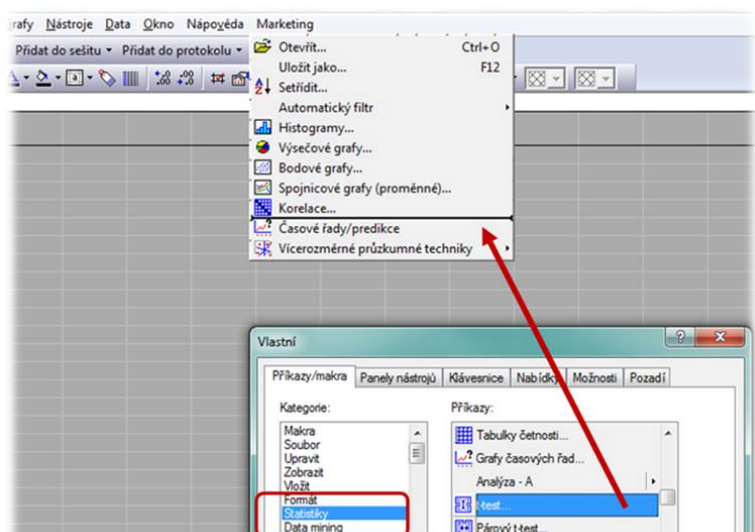 rafy Nástroje Data Okno Nápověda Marketing
Přidat do sešitu Přidat do protokolu
Otevřít... Ctrl+O
Uložit jako... F12
Setřídit...
Automatický filtr
Histogramy...
Výsečové grafy...
Bodové grafy...
Spojnicové grafy (proměnné)...
Korelace...
Časové řady/predikce
Vícerozměrné průzkumné techniky
Vlastní
Příkazy/makra Panely nástrojů Klávesnice Nabídky Možnosti Pozadí
Kategorie: Příkazy:
Makra
Soubor
Upravit
Zobrazit
Vložit
Formát
Statistiky
Data mining
Tabulky četností...
Grafy časových řad...
Analýza - A
t-test...
Párový t-test...